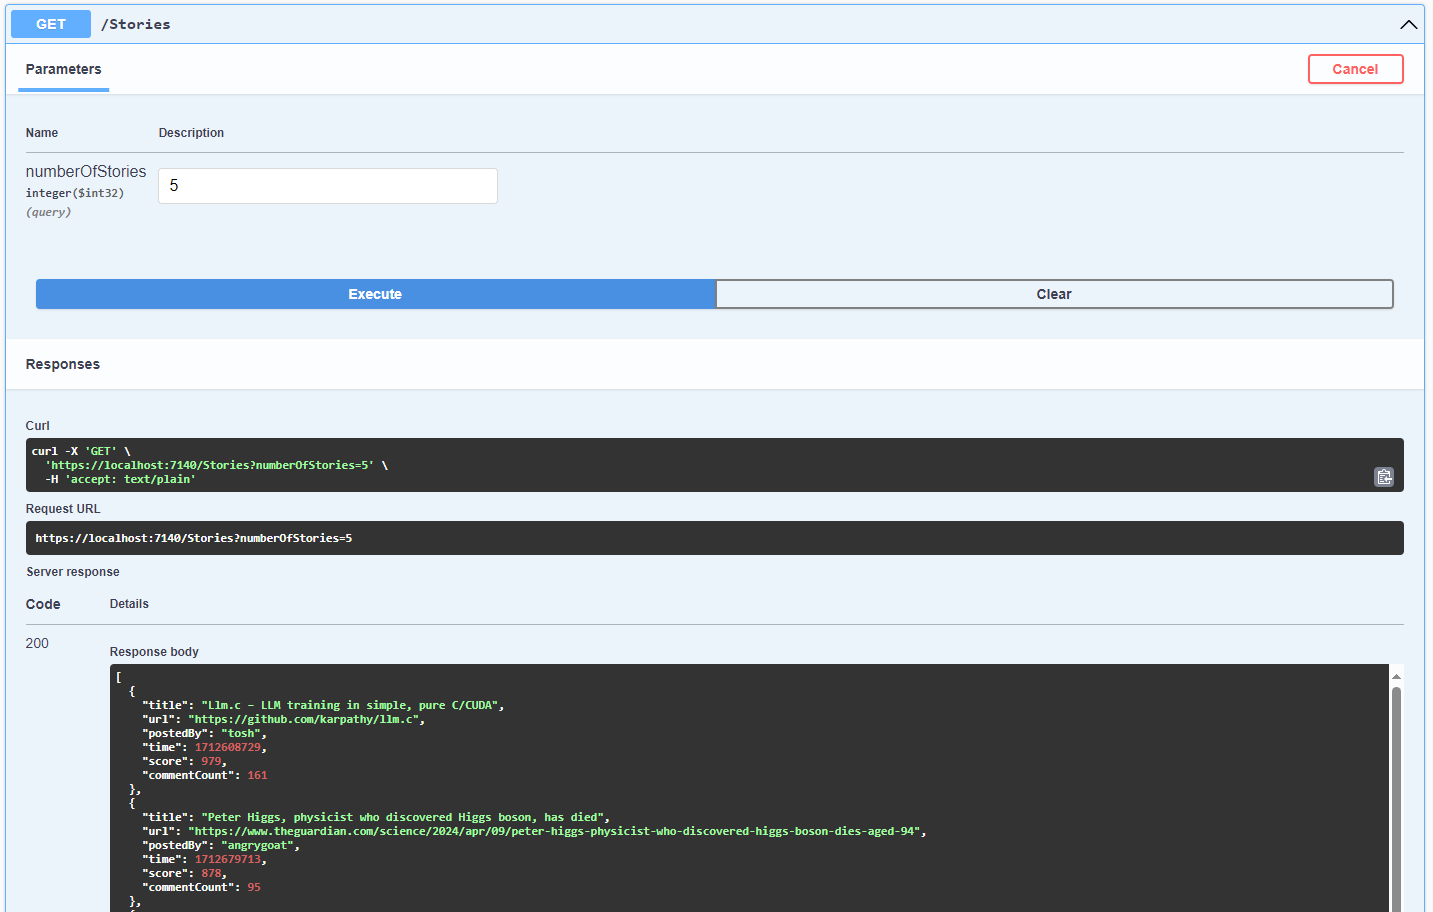 GET /Stories
Parameters
Cancel
Name Description
numberOfStories
integer($int32)
(query)
5
Execute Clear
Responses
Curl
curl -X 'GET' \
  'https://localhost:7140/Stories?numberOfStories=5' \
  -H 'accept: text/plain'
Request URL
https://localhost:7140/Stories?numberOfStories=5
Server response
Code Details
200
Response body
[
  {
    "title": "Llm.c – LLM training in simple, pure C/CUDA",
    "url": "https://github.com/karpathy/llm.c",
    "postedBy": "tosh",
    "time": 1712608729,
    "score": 979,
    "commentCount": 161
  },
  {
    "title": "Peter Higgs, physicist who discovered Higgs boson, has died",
    "url": "https://www.theguardian.com/science/2024/apr/09/peter-higgs-physicist-who-discovered-higgs-boson-dies-aged-94",
    "postedBy": "angrygoat",
    "time": 1712679713,
    "score": 878,
    "commentCount": 95
  },
  {